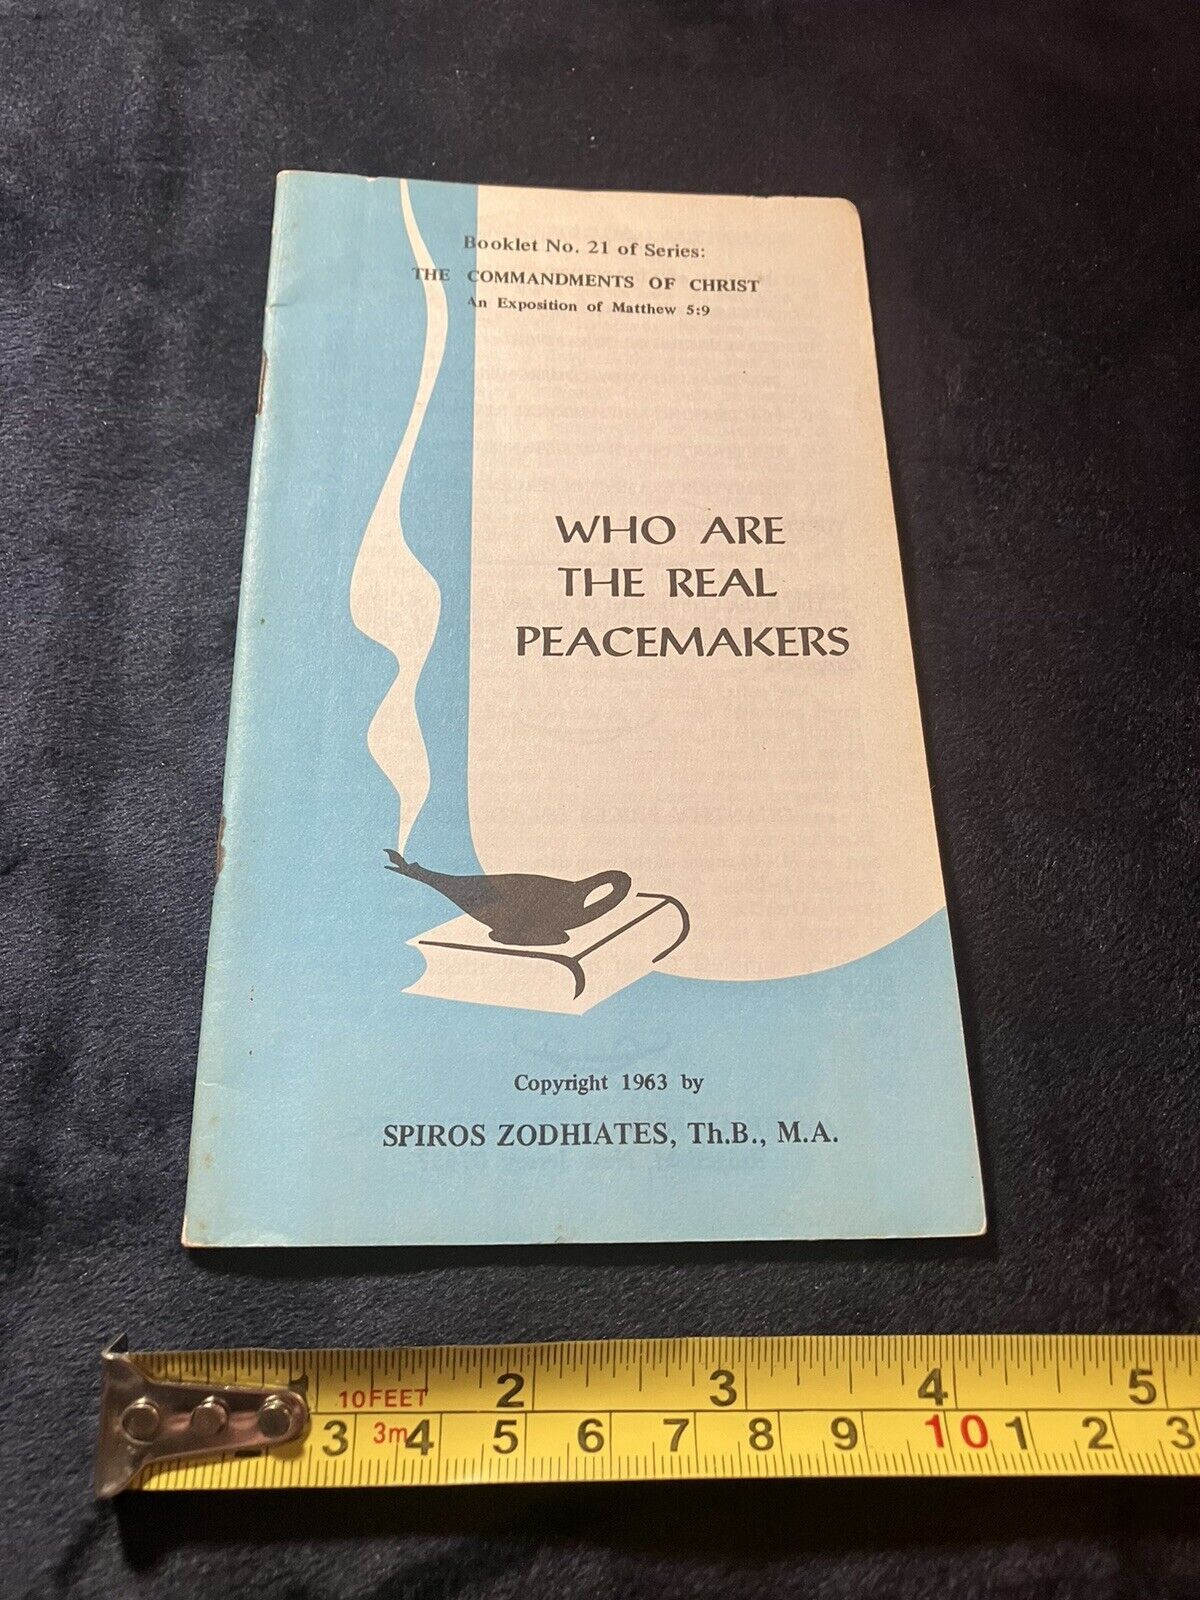 Booklet No. 21 of Series:
THE COMMANDMENTS OF CHRIST
An Exposition of Matthew 5:9
WHO ARE
THE REAL
PEACEMAKERS
Copyright 1963 by
SPIROS ZODHIATES, Th.B., M.A.
1 10FEET 2 3 4 5
3 3m 4 5 6 7 8 9 10 1 2 3